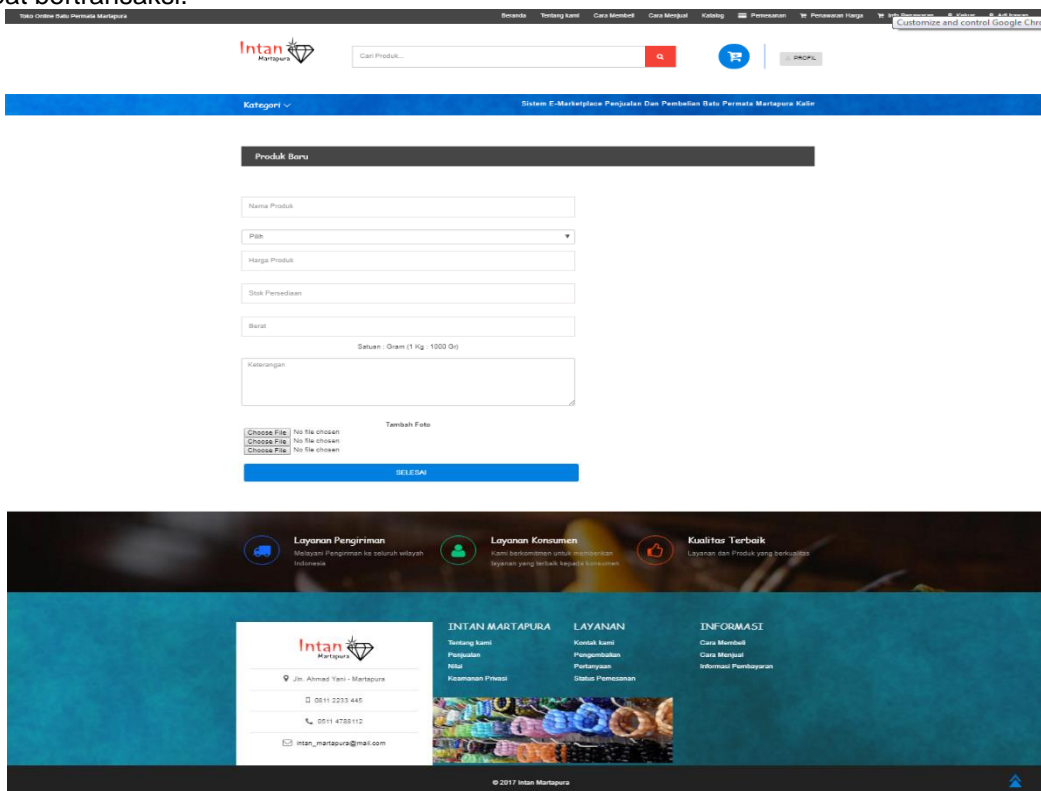 bertransaksi.
Toko Online Batu Permata Martapura
Beranda Tentang kami Cara Membeli Cara Menjual Katalog Pemesanan Penawaran Harga
Customize and control Google Chro
Intan
Martapura
Cari Produk...
PROFIL
Kategori
Sistem E-Marketplace Penjualan Dan Pembelian Batu Permata Martapura Kalim
Produk Baru
Nama Produk
Pilih
Harga Produk
Stok Persediaan
Berat
Satuan : Gram (1 Kg : 1000 Gr)
Keterangan
Tambah Foto
Choose File No file chosen
Choose File No file chosen
Choose File No file chosen
SELESAI
Layanan Pengiriman
Melayani Pengiriman ke seluruh wilayah
Indonesia
Layanan Konsumen
Kami berkomitmen untuk memberikan
layanan yang terbaik kepada konsumen
Kualitas Terbaik
Layanan dan Produk yang berkualitas
Intan
Martapura
Jln. Ahmad Yani - Martapura
0811 2233 445
0511 4788112
intan_martapura@mail.com
INTAN MARTAPURA
Tentang kami
Penjualan
Nilai
Keamanan Privasi
LAYANAN
Kontak kami
Pengembalian
Pertanyaan
Status Pemesanan
INFORMASI
Cara Membeli
Cara Menjual
Informasi Pembayaran
© 2017 Intan Martapura